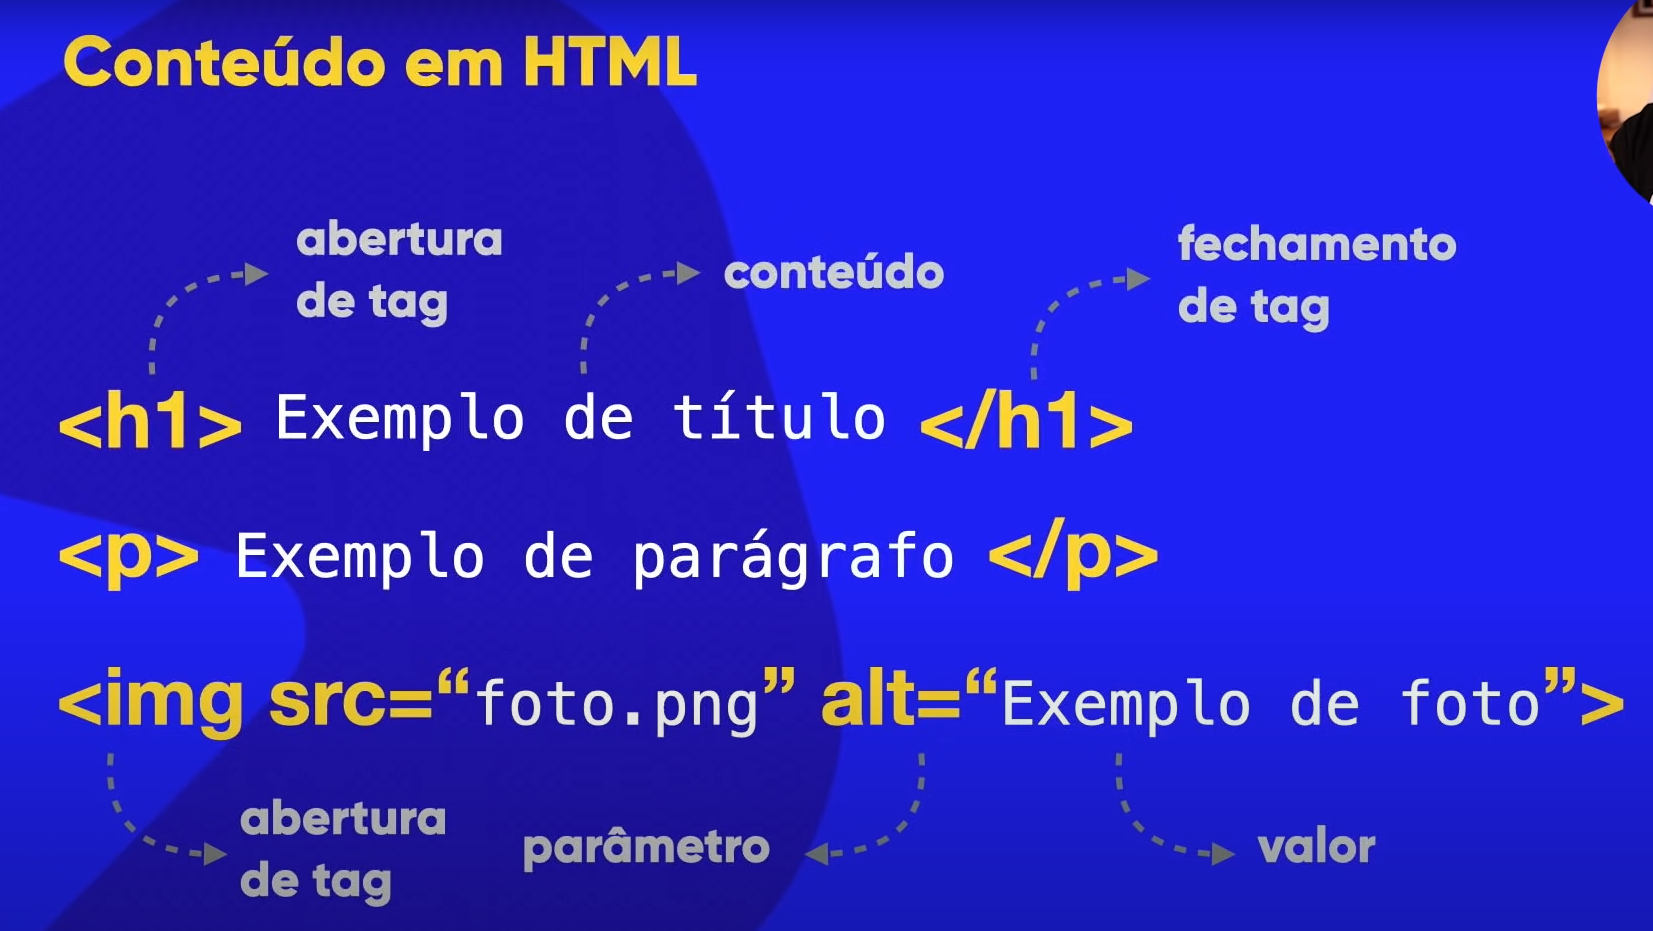 Conteúdo em HTML
abertura
de tag
conteúdo
fechamento
de tag
<h1> Exemplo de título </h1>
<p> Exemplo de parágrafo </p>
<img src=“foto.png” alt=“Exemplo de foto”>
abertura
de tag
parâmetro
valor